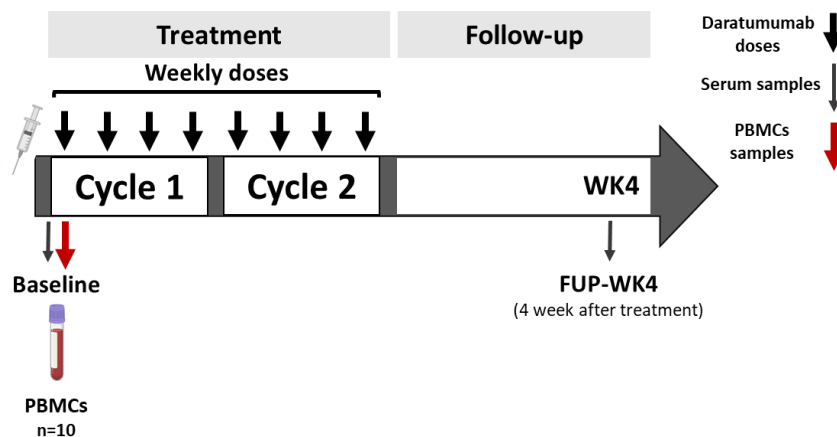 Treatment
Follow-up
Daratumumab
doses
Weekly doses
Serum samples
PBMCs
samples
Cycle 1
Cycle 2
WK4
Baseline
FUP-WK4
(4 week after treatment)
PBMCs
n=10